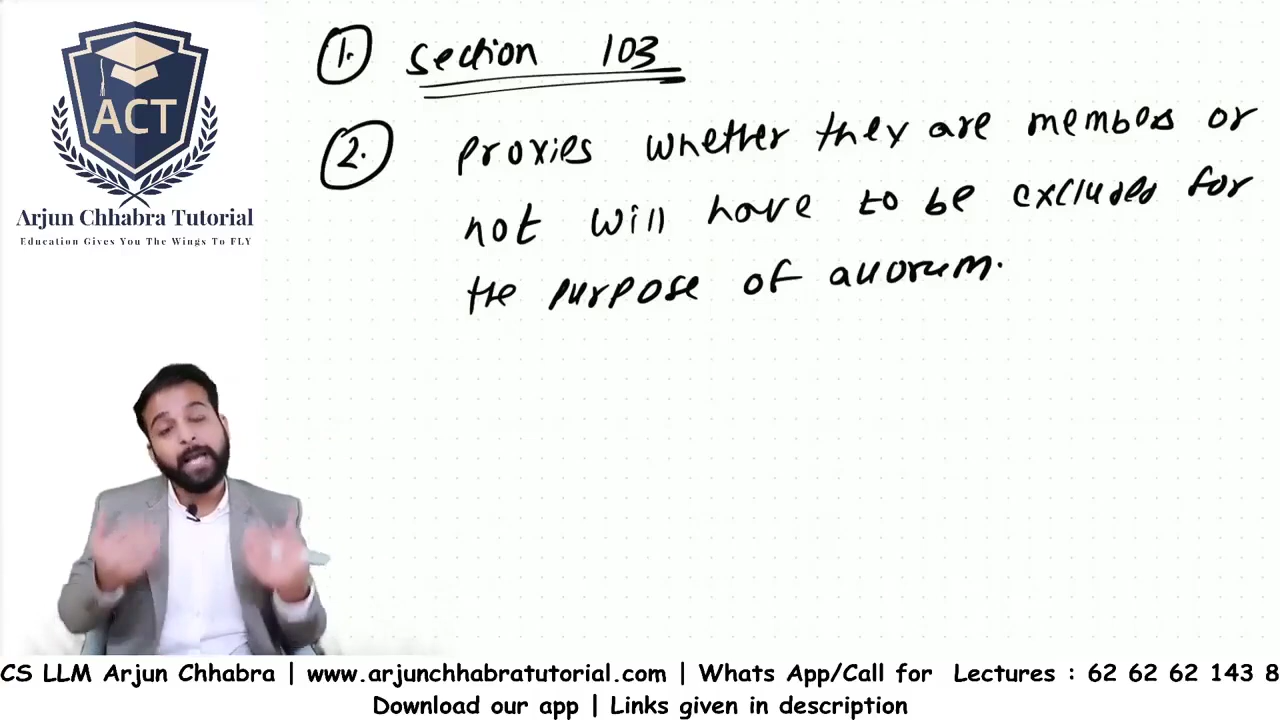 ACT
Arjun Chhabra Tutorial
Education Gives You The Wings To FLY
1. Section 103
2. Proxies whether they are members or
not will have to be excluded for
the purpose of Quorum.
CS LLM Arjun Chhabra | www.arjunchhabratutorial.com | Whats App/Call for Lectures : 62 62 62 143 8
Download our app | Links given in description